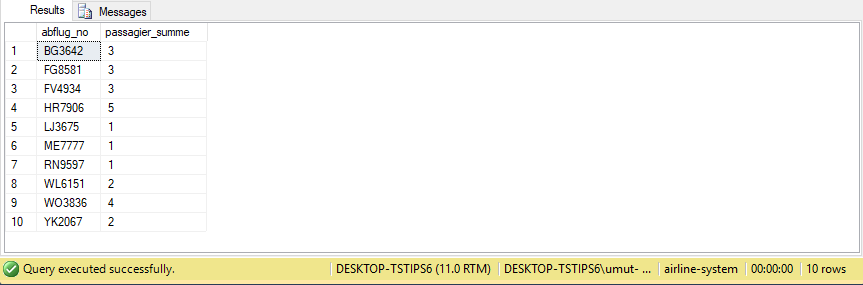 Results Messages
abflug_no passagier_summe
1 BG3642 3
2 FG8581 3
3 FV4934 3
4 HR7906 5
5 LJ3675 1
6 ME7777 1
7 RN9597 1
8 WL6151 2
9 WO3836 4
10 YK2067 2
Query executed successfully. DESKTOP-TSTIPS6 (11.0 RTM) DESKTOP-TSTIPS6\umut- ... airline-system 00:00:00 10 rows